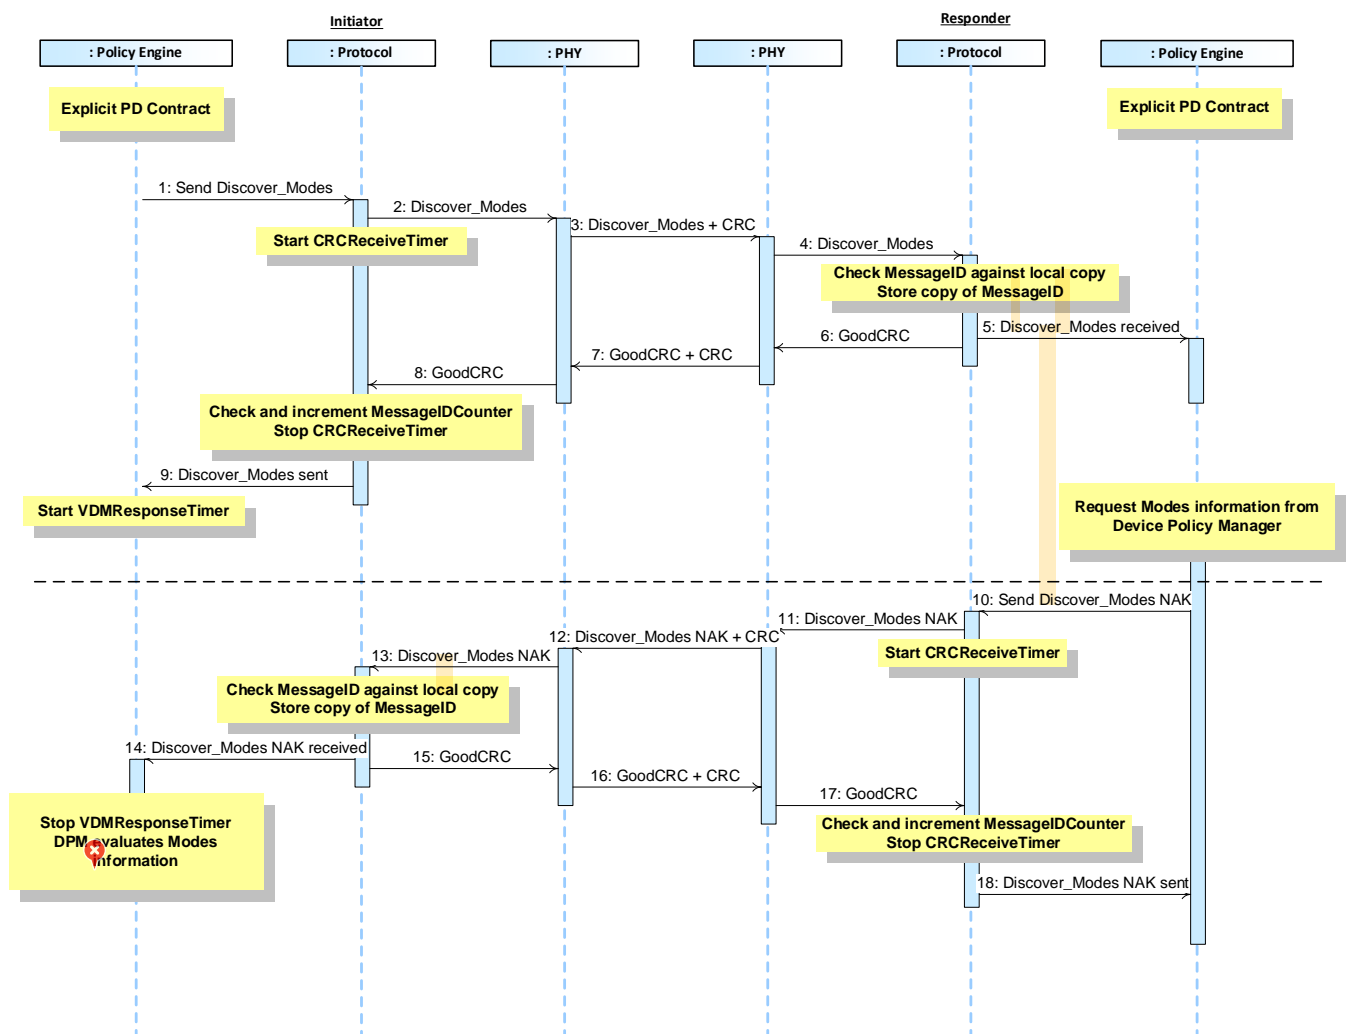 Initiator
Responder
: Policy Engine
: Protocol
: PHY
: PHY
: Protocol
: Policy Engine
Explicit PD Contract
Explicit PD Contract
1: Send Discover_Modes
2: Discover_Modes
3: Discover_Modes + CRC
Start CRCReceiveTimer
4: Discover_Modes
Check MessageID against local copy
Store copy of MessageID
5: Discover_Modes received
6: GoodCRC
7: GoodCRC + CRC
8: GoodCRC
Check and increment MessageIDCounter
Stop CRCReceiveTimer
9: Discover_Modes sent
Start VDMResponseTimer
Request Modes information from
Device Policy Manager
10: Send Discover_Modes NAK
11: Discover_Modes NAK
12: Discover_Modes NAK + CRC
Start CRCReceiveTimer
13: Discover_Modes NAK
Check MessageID against local copy
Store copy of MessageID
14: Discover_Modes NAK received
15: GoodCRC
16: GoodCRC + CRC
17: GoodCRC
Stop VDMResponseTimer
DPM evaluates Modes
information
Check and increment MessageIDCounter
Stop CRCReceiveTimer
18: Discover_Modes NAK sent